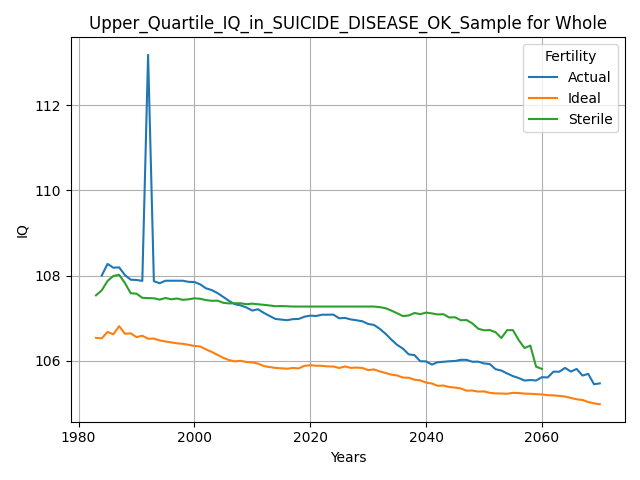 Upper_Quartile_IQ_in_SUICIDE_DISEASE_OK_Sample for Whole
Fertility
Actual
Ideal
Sterile
112
110
108
106
IQ
1980
2000
2020
2040
2060
Years